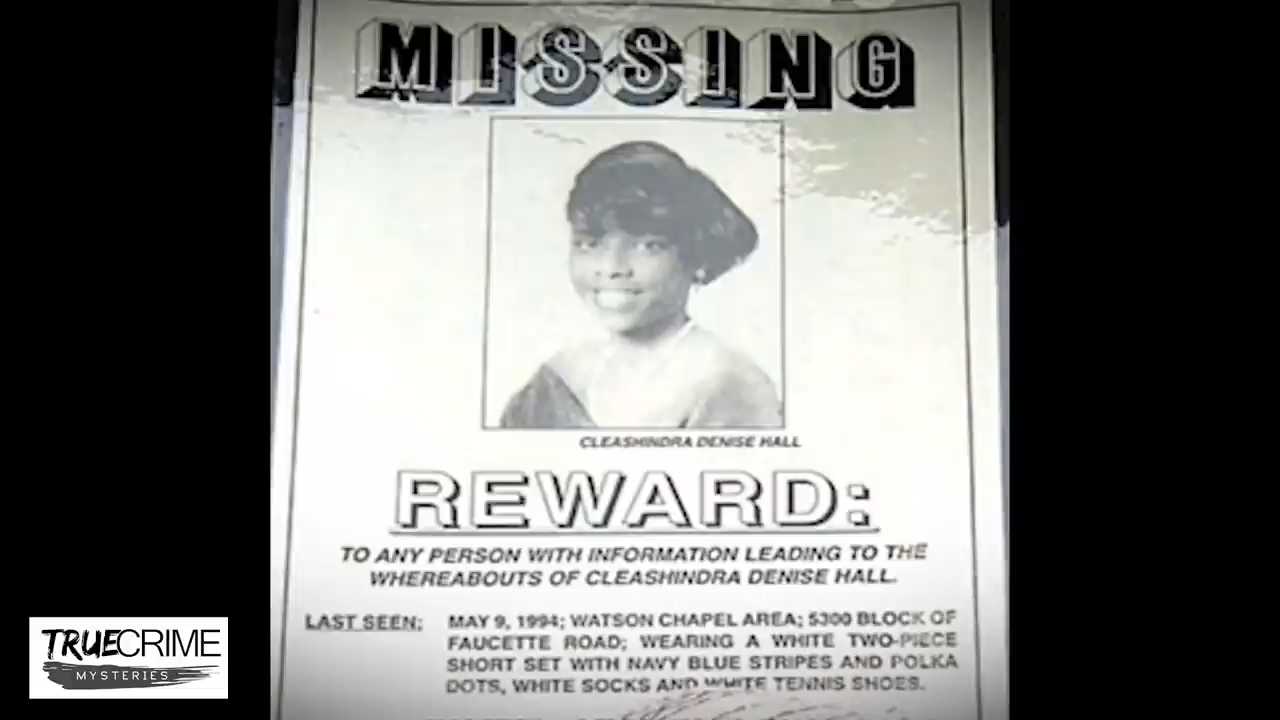 MISSING
CLEASHINDRA DENISE HALL
REWARD:
TO ANY PERSON WITH INFORMATION LEADING TO THE
WHEREABOUTS OF CLEASHINDRA DENISE HALL.
LAST SEEN: MAY 9, 1994; WATSON CHAPEL AREA; 5300 BLOCK OF
FAUCETTE ROAD; WEARING A WHITE TWO-PIECE
SHORT SET WITH NAVY BLUE STRIPES AND POLKA
DOTS, WHITE SOCKS AND WHITE TENNIS SHOES.
TRUECRIME
MYSTERIES